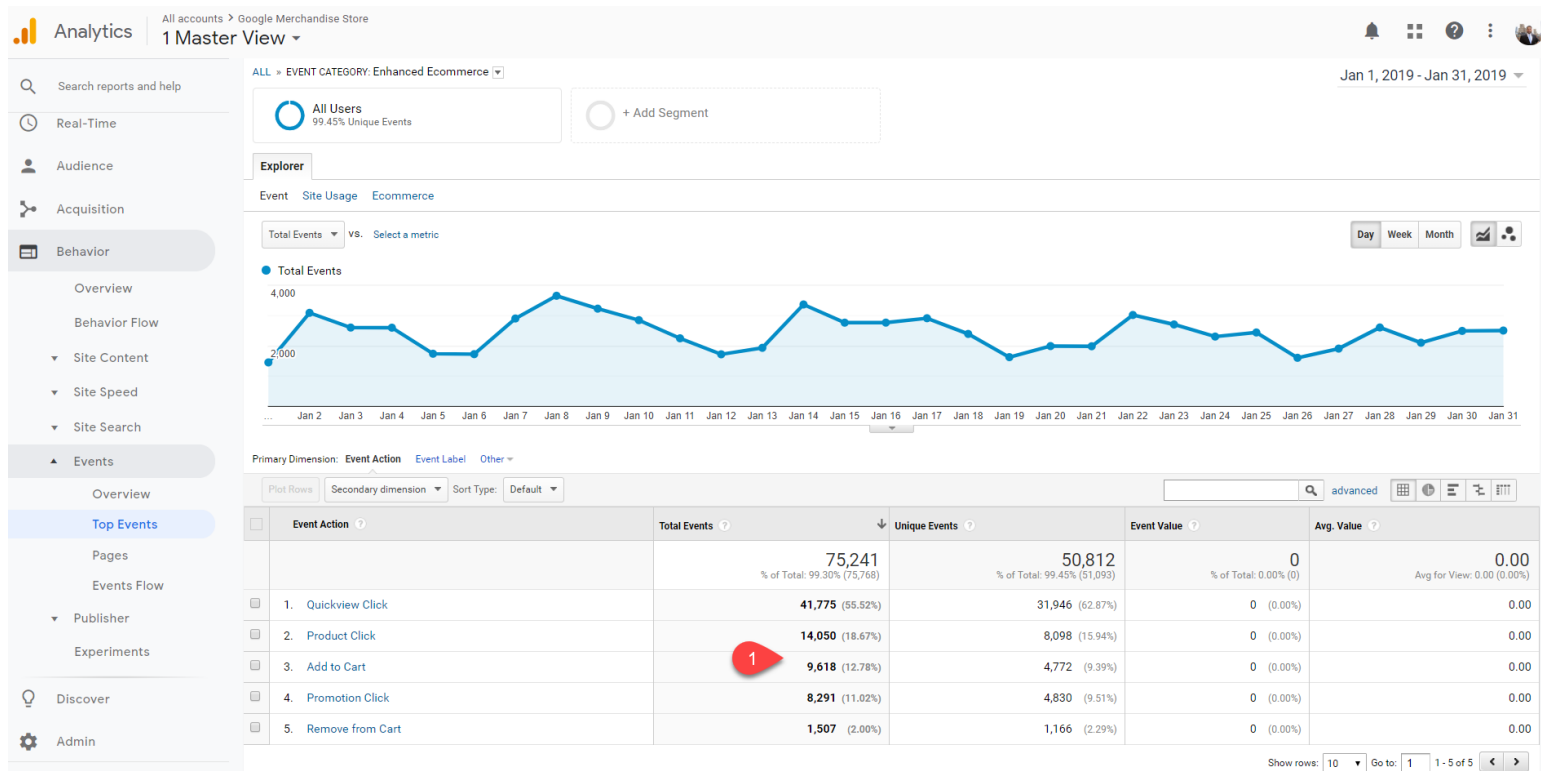 Analytics
All accounts > Google Merchandise Store
1 Master View
Search reports and help
Real-Time
Audience
Acquisition
Behavior
Overview
Behavior Flow
Site Content
Site Speed
Site Search
Events
Overview
Top Events
Pages
Events Flow
Publisher
Experiments
Discover
Admin
ALL » EVENT CATEGORY: Enhanced Ecommerce
Jan 1, 2019 - Jan 31, 2019
All Users
99.45% Unique Events
+ Add Segment
Explorer
Event Site Usage Ecommerce
Total Events VS. Select a metric
Day Week Month
Total Events
4,000
2,000
... Jan 2 Jan 3 Jan 4 Jan 5 Jan 6 Jan 7 Jan 8 Jan 9 Jan 10 Jan 11 Jan 12 Jan 13 Jan 14 Jan 15 Jan 16 Jan 17 Jan 18 Jan 19 Jan 20 Jan 21 Jan 22 Jan 23 Jan 24 Jan 25 Jan 26 Jan 27 Jan 28 Jan 29 Jan 30 Jan 31
Primary Dimension: Event Action Event Label Other
Plot Rows Secondary dimension Sort Type: Default advanced
Event Action ? Total Events ? Unique Events ? Event Value ? Avg. Value ?
75,241 50,812 0 0.00
% of Total: 99.30% (75,768) % of Total: 99.45% (51,093) % of Total: 0.00% (0) Avg for View: 0.00 (0.00%)
1. Quickview Click 41,775 (55.52%) 31,946 (62.87%) 0 (0.00%) 0.00
2. Product Click 14,050 (18.67%) 8,098 (15.94%) 0 (0.00%) 0.00
1
3. Add to Cart 9,618 (12.78%) 4,772 (9.39%) 0 (0.00%) 0.00
4. Promotion Click 8,291 (11.02%) 4,830 (9.51%) 0 (0.00%) 0.00
5. Remove from Cart 1,507 (2.00%) 1,166 (2.29%) 0 (0.00%) 0.00
Show rows: 10 Go to: 1 1 - 5 of 5